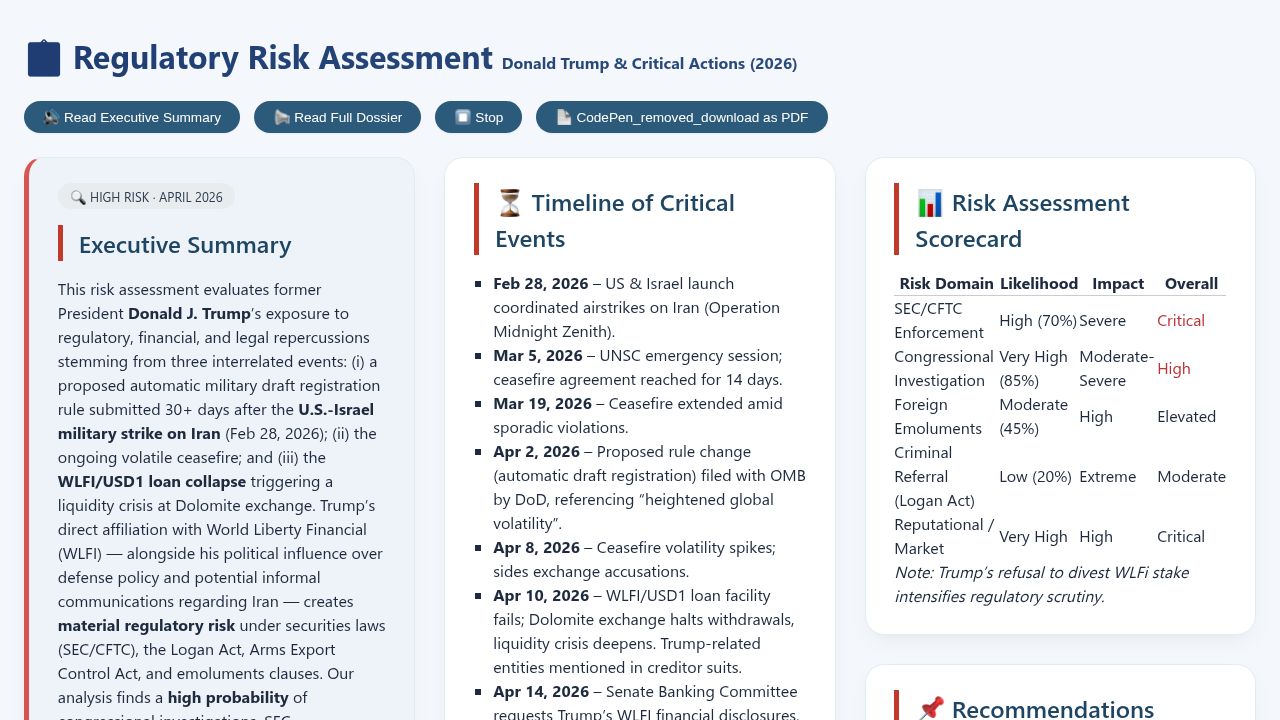 Regulatory Risk Assessment Donald Trump & Critical Actions (2026)
Read Executive Summary
Read Full Dossier
Stop
CodePen_removed_download as PDF
HIGH RISK · APRIL 2026
Executive Summary
This risk assessment evaluates former
President Donald J. Trump’s exposure to
regulatory, financial, and legal repercussions
stemming from three interrelated events: (i) a
proposed automatic military draft registration
rule submitted 30+ days after the U.S.-Israel
military strike on Iran (Feb 28, 2026); (ii) the
ongoing volatile ceasefire; and (iii) the
WLFI/USD1 loan collapse triggering a
liquidity crisis at Dolomite exchange. Trump’s
direct affiliation with World Liberty Financial
(WLFI) — alongside his political influence over
defense policy and potential informal
communications regarding Iran — creates
material regulatory risk under securities laws
(SEC/CFTC), the Logan Act, Arms Export
Control Act, and emoluments clauses. Our
analysis finds a high probability of
congressional investigations, SEC
Timeline of Critical
Events
Feb 28, 2026 – US & Israel launch
coordinated airstrikes on Iran (Operation
Midnight Zenith).
Mar 5, 2026 – UNSC emergency session;
ceasefire agreement reached for 14 days.
Mar 19, 2026 – Ceasefire extended amid
sporadic violations.
Apr 2, 2026 – Proposed rule change
(automatic draft registration) filed with OMB
by DoD, referencing “heightened global
volatility”.
Apr 8, 2026 – Ceasefire volatility spikes;
sides exchange accusations.
Apr 10, 2026 – WLFI/USD1 loan facility
fails; Dolomite exchange halts withdrawals,
liquidity crisis deepens. Trump-related
entities mentioned in creditor suits.
Apr 14, 2026 – Senate Banking Committee
requests Trump’s WLFI financial disclosures.
Risk Assessment
Scorecard
Risk Domain Likelihood Impact Overall
SEC/CFTC
Enforcement
High (70%) Severe Critical
Congressional
Investigation
Very High
(85%)
Moderate-
Severe
High
Foreign
Emoluments
Moderate
(45%)
High Elevated
Criminal
Referral
(Logan Act)
Low (20%) Extreme Moderate
Reputational /
Market
Very High High Critical
Note: Trump’s refusal to divest WLFi stake
intensifies regulatory scrutiny.
Recommendations